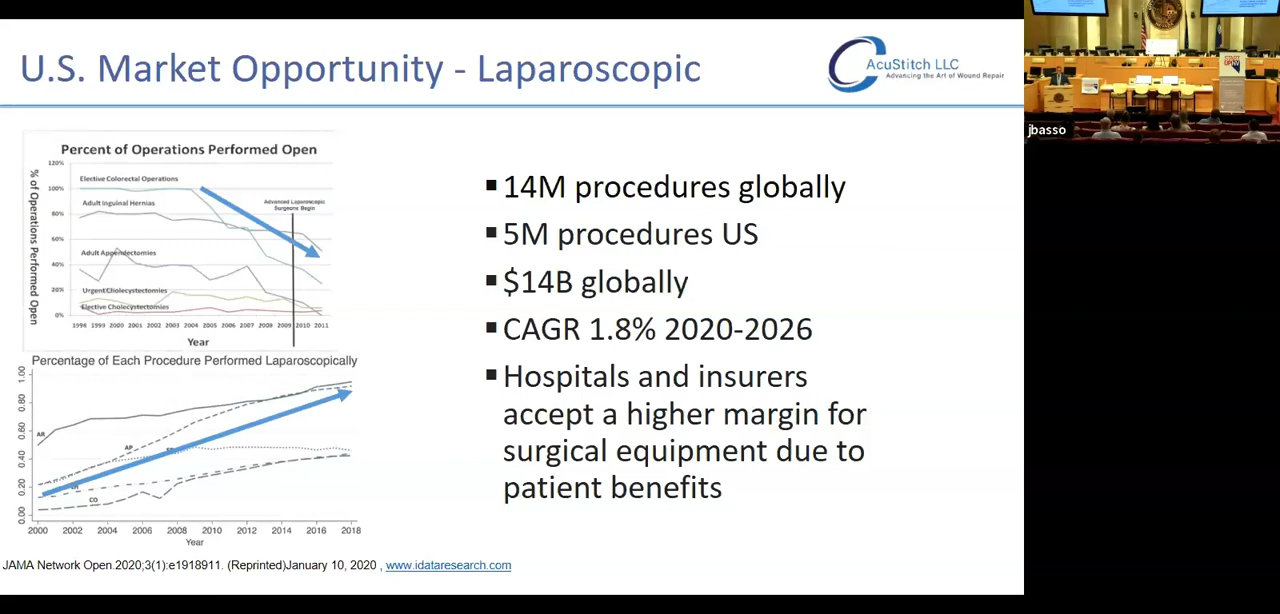 U.S. Market Opportunity - Laparoscopic
AcuStitch LLC
Advancing the Art of Wound Repair
jbasso
Percent of Operations Performed Open
% of Operations Performed Open
120%
100%
80%
60%
40%
20%
0%
Elective Colorectal Operations
Adult Inguinal Hernias
Adult Appendectomies
Urgent Cholecystectomies
Elective Cholecystectomies
Advanced Laparoscopic
Surgeons Begin
1998 1999 2000 2001 2002 2003 2004 2005 2006 2007 2008 2009 2010 2011
Year
Percentage of Each Procedure Performed Laparoscopically
1.00
0.80
0.60
0.40
0.20
0.00
AR
AP
CO
2000 2002 2004 2006 2008 2010 2012 2014 2016 2018
Year
▪ 14M procedures globally
▪ 5M procedures US
▪ $14B globally
▪ CAGR 1.8% 2020-2026
▪ Hospitals and insurers
accept a higher margin for
surgical equipment due to
patient benefits
JAMA Network Open.2020;3(1):e1918911. (Reprinted)January 10, 2020 , www.idataresearch.com